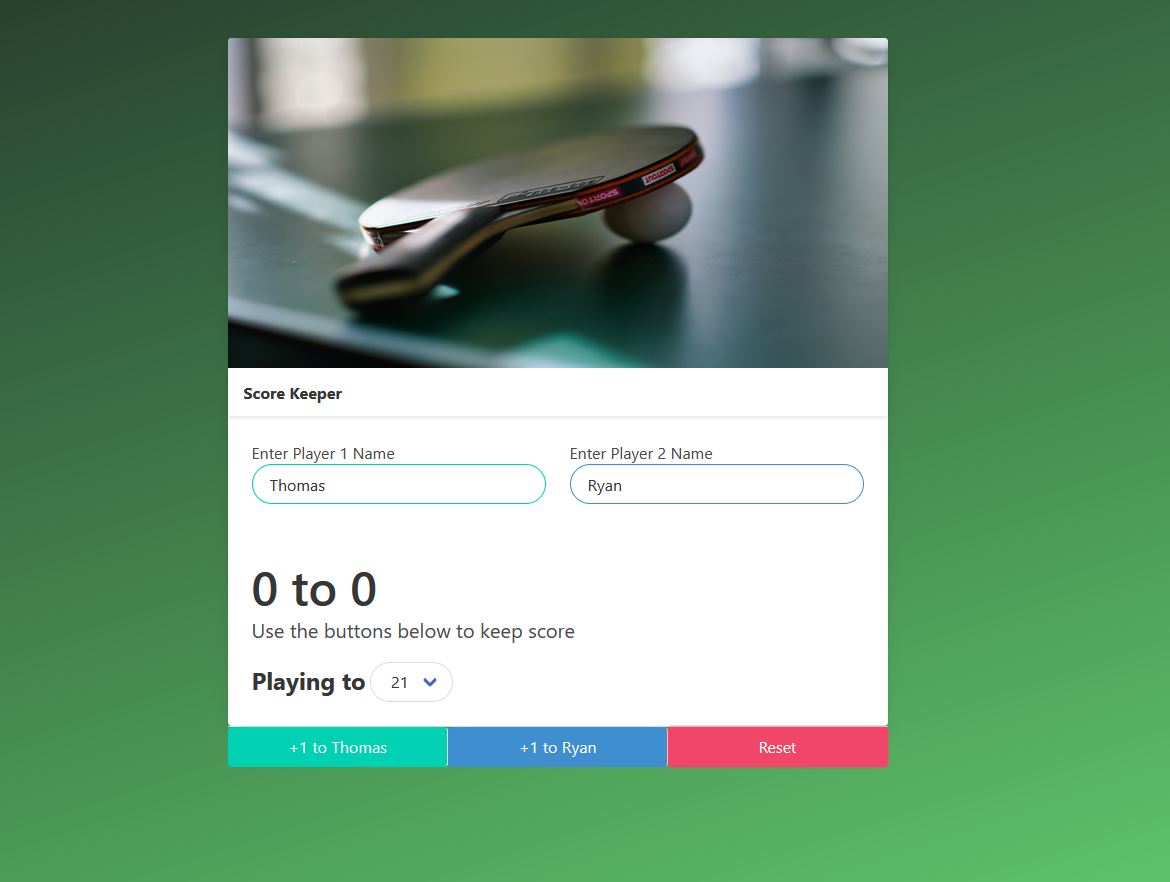 SPORTOUT
Score Keeper
Enter Player 1 Name
Enter Player 2 Name
Thomas
Ryan
0 to 0
Use the buttons below to keep score
Playing to 21
+1 to Thomas
+1 to Ryan
Reset